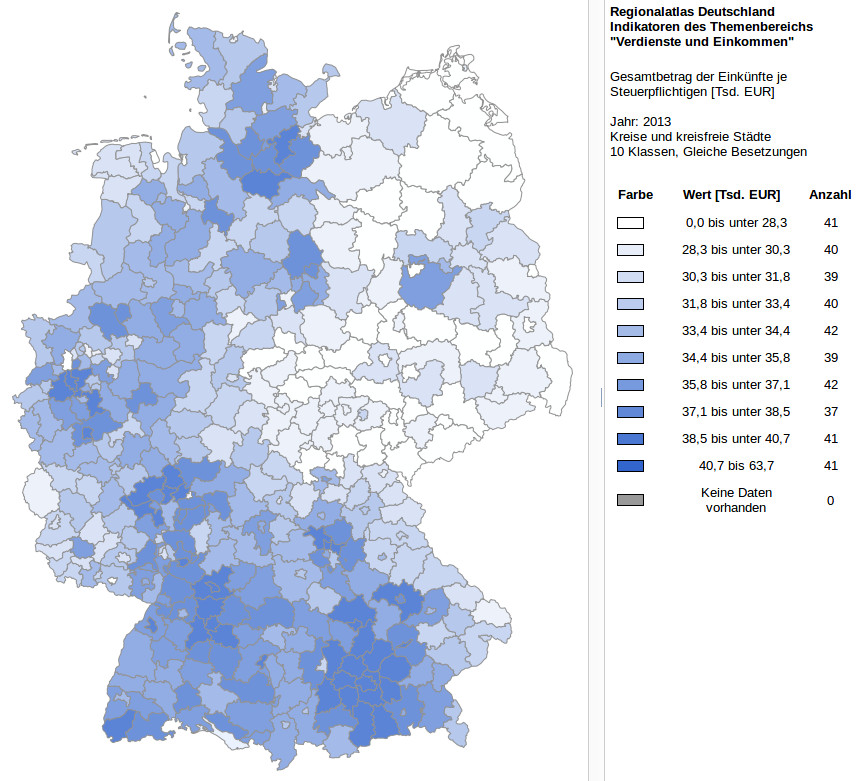 Regionalatlas Deutschland
Indikatoren des Themenbereichs
"Verdienste und Einkommen"
Gesamtbetrag der Einkünfte je
Steuerpflichtigen [Tsd. EUR]
Jahr: 2013
Kreise und kreisfreie Städte
10 Klassen, Gleiche Besetzungen
Farbe Wert [Tsd. EUR] Anzahl
0,0 bis unter 28,3 41
28,3 bis unter 30,3 40
30,3 bis unter 31,8 39
31,8 bis unter 33,4 40
33,4 bis unter 34,4 42
34,4 bis unter 35,8 39
35,8 bis unter 37,1 42
37,1 bis unter 38,5 37
38,5 bis unter 40,7 41
40,7 bis 63,7 41
Keine Daten
vorhanden 0